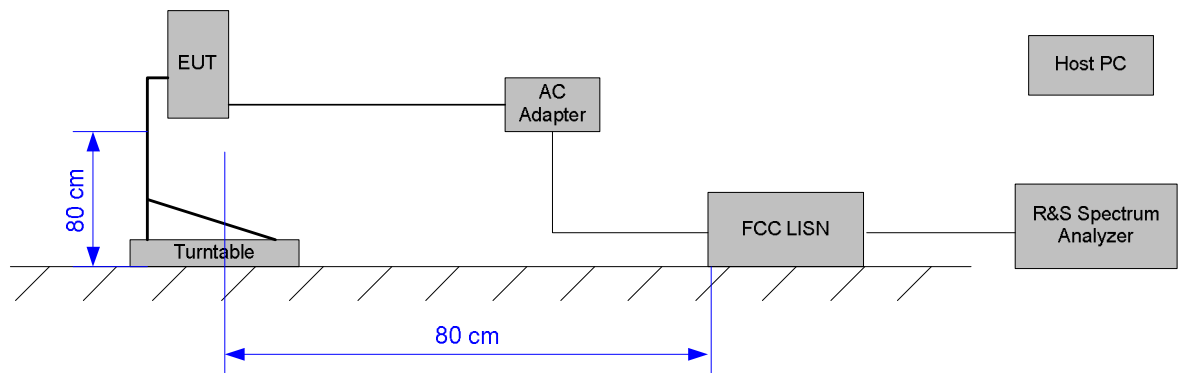 EUT
AC
Adapter
Host PC
80 cm
FCC LISN
R&S Spectrum
Analyzer
Turntable
80 cm